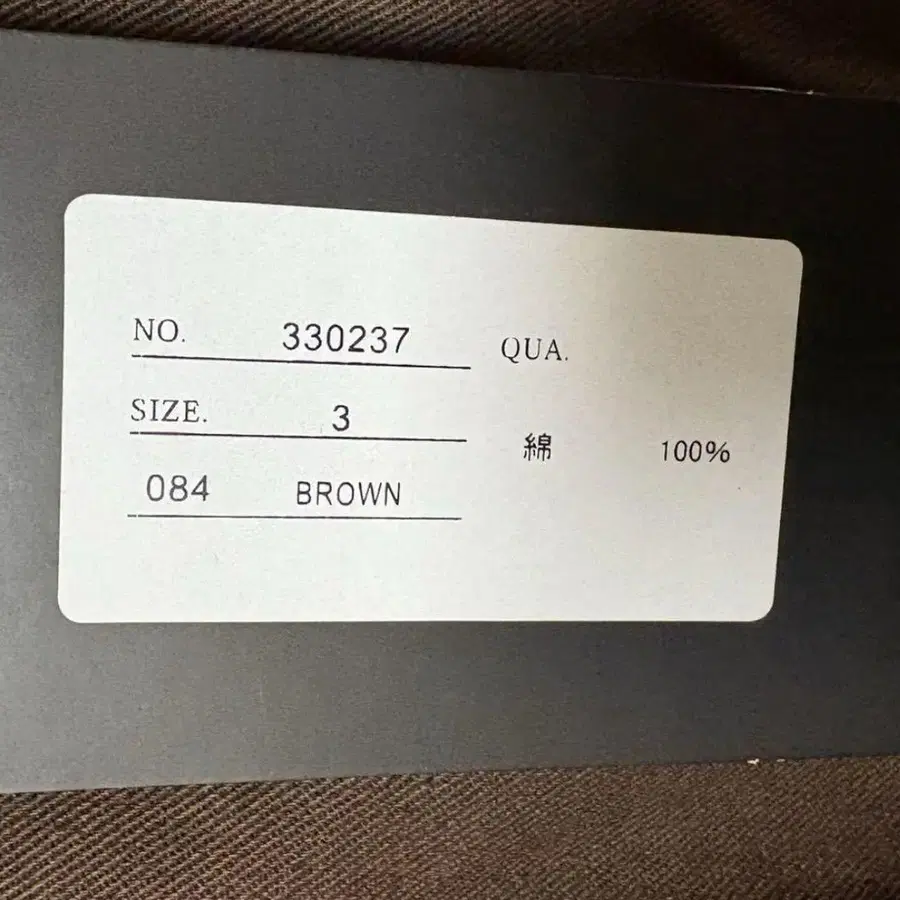 NO. 330237
SIZE. 3
084 BROWN
QUA.
綿 100%